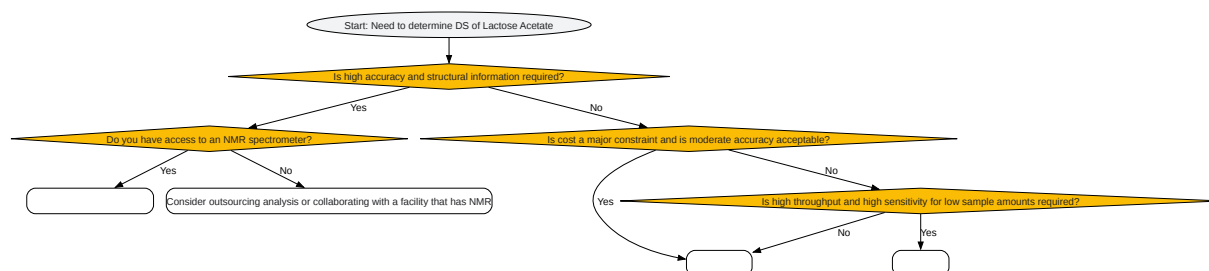 Start: Need to determine DS of Lactose Acetate
Is high accuracy and structural information required?
Yes
No
Do you have access to an NMR spectrometer?
Is cost a major constraint and is moderate accuracy acceptable?
Yes
No
No
Consider outsourcing analysis or collaborating with a facility that has NMR
Yes
Is high throughput and high sensitivity for low sample amounts required?
No
Yes